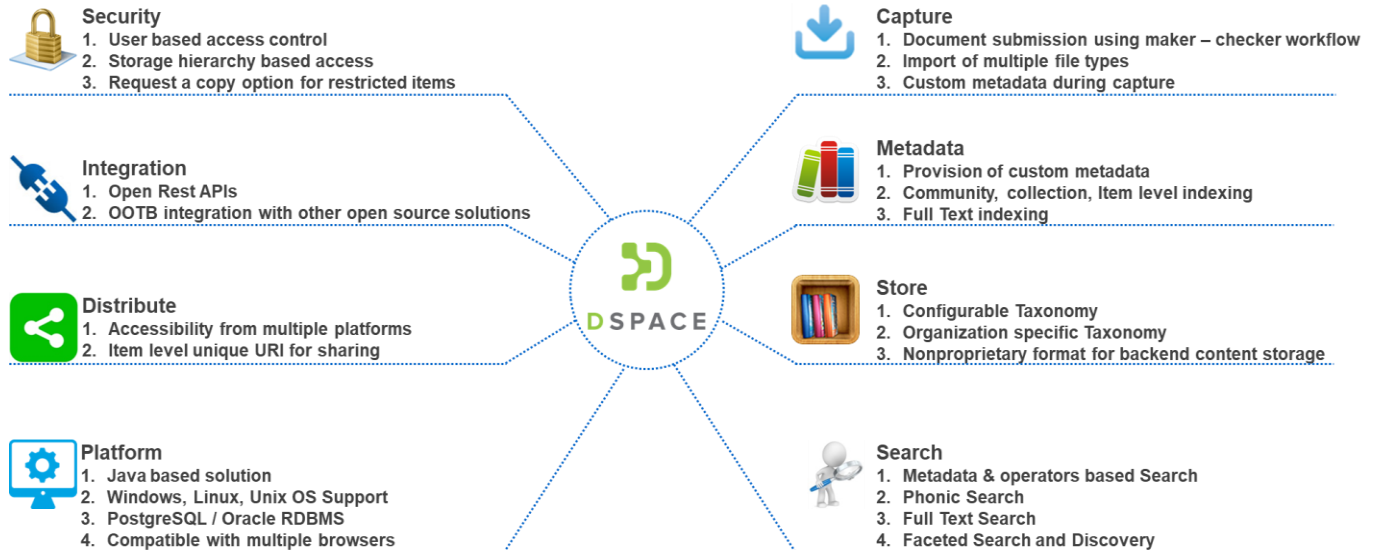 Security
1. User based access control
2. Storage hierarchy based access
3. Request a copy option for restricted items
Integration
1. Open Rest APIs
2. OOTB integration with other open source solutions
Distribute
1. Accessibility from multiple platforms
2. Item level unique URI for sharing
Platform
1. Java based solution
2. Windows, Linux, Unix OS Support
3. PostgreSQL / Oracle RDBMS
4. Compatible with multiple browsers
DSPACE
Capture
1. Document submission using maker – checker workflow
2. Import of multiple file types
3. Custom metadata during capture
Metadata
1. Provision of custom metadata
2. Community, collection, Item level indexing
3. Full Text indexing
Store
1. Configurable Taxonomy
2. Organization specific Taxonomy
3. Nonproprietary format for backend content storage
Search
1. Metadata & operators based Search
2. Phonic Search
3. Full Text Search
4. Faceted Search and Discovery